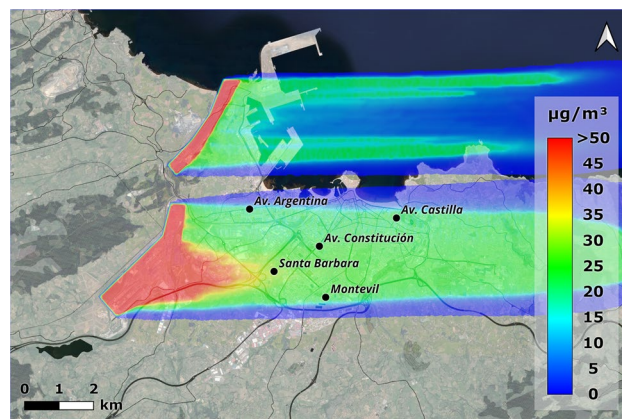 µg/m³
>50
45
40
35
30
25
20
15
10
5
0
Av. Argentina
Av. Castilla
Av. Constitución
Santa Barbara
Montevil
0 1 2
km